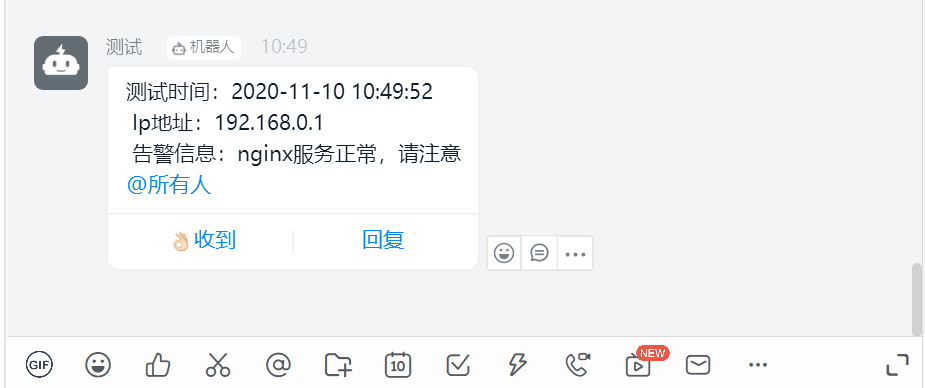 测试 机器人 10:49
测试时间：2020-11-10 10:49:52
Ip地址：192.168.0.1
告警信息：nginx服务正常，请注意
@所有人
👌🏻收到 回复
GIF 10 NEW